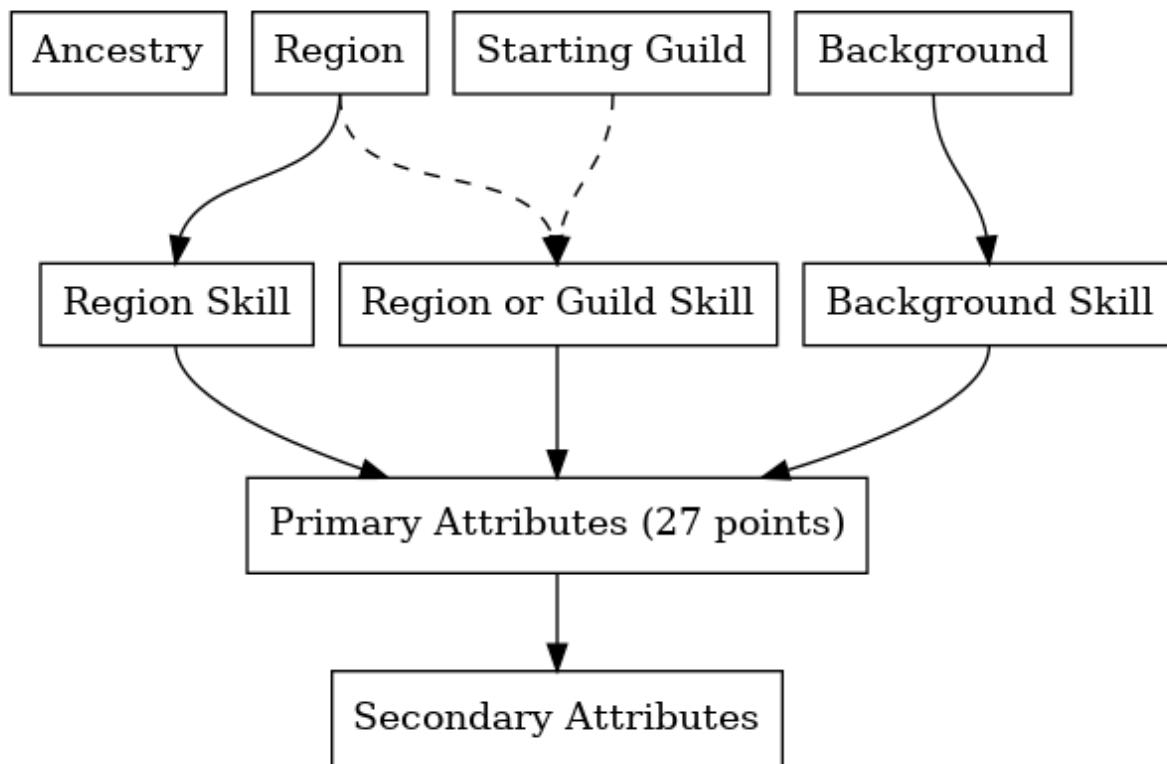 Ancestry
Region
Starting Guild
Background
Region Skill
Region or Guild Skill
Background Skill
Primary Attributes (27 points)
Secondary Attributes